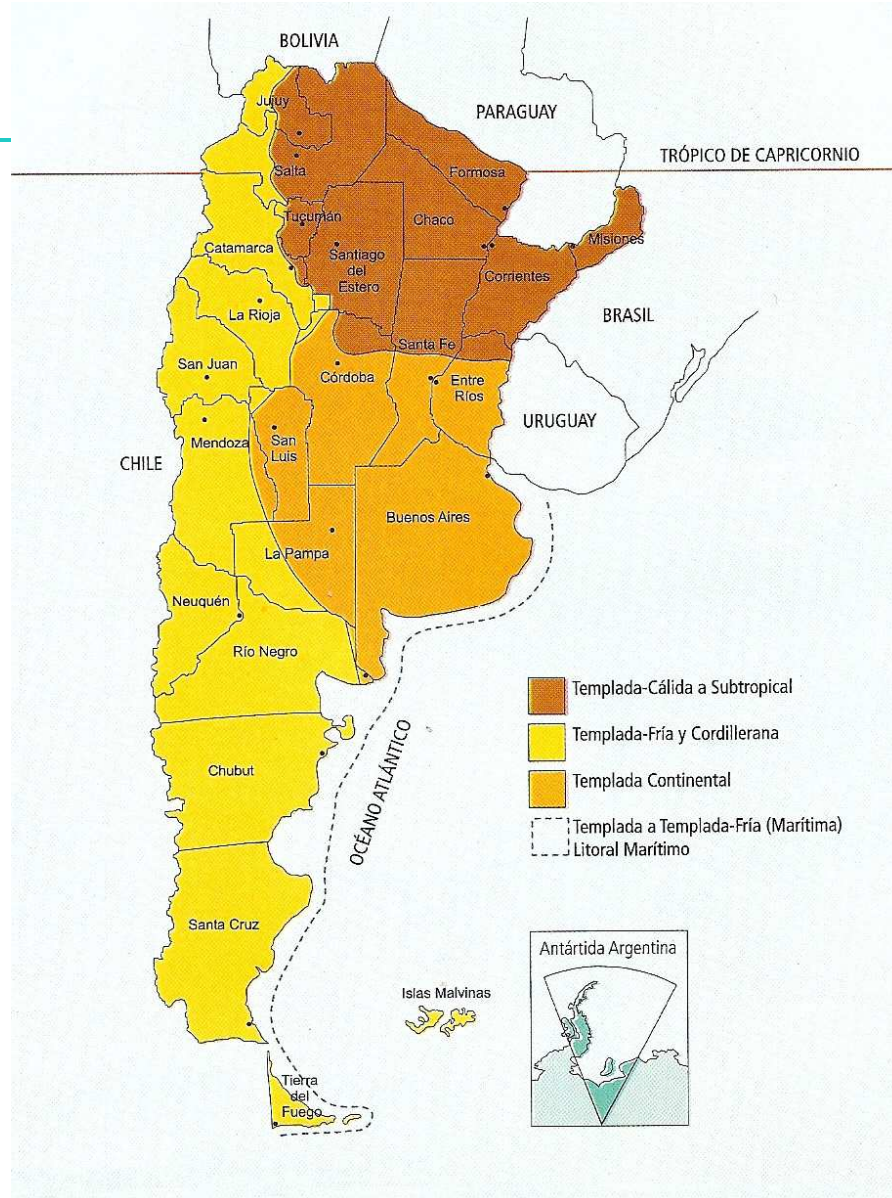 BOLIVIA
PARAGUAY
TRÓPICO DE CAPRICORNIO
Jujuy
Salta
Formosa
Tucumán
Chaco
Misiones
Catamarca
Santiago
del
Estero
Corrientes
La Rioja
BRASIL
Santa Fe
San Juan
Córdoba
Entre
Ríos
URUGUAY
Mendoza
San
Luis
CHILE
Buenos Aires
La Pampa
Neuquén
Río Negro
Templada-Cálida a Subtropical
Templada-Fría y Cordillerana
Chubut
Templada Continental
OCÉANO ATLÁNTICO
Templada a Templada-Fría (Marítima)
Litoral Marítimo
Santa Cruz
Antártida Argentina
Islas Malvinas
Tierra
del
Fuego